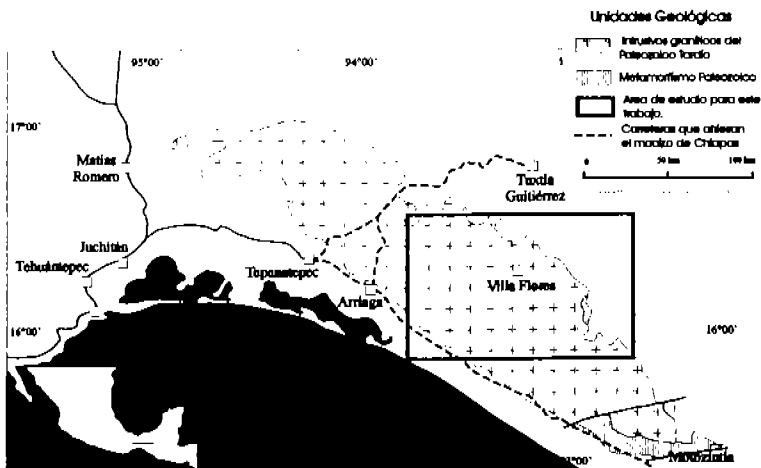 Unidades Geológicas
Intrusivos graníticos del
Paleozoico Tardío
Metamorfismo Paleozoico
Area de estudio para este
trabajo.
Carreteras que
el macizo de Chiapas
0 50 km 100 km
95°00'
94°00'
17°00'
Matías
Romero
Tuxtla
Gutiérrez
Juchitán
Tehuántepec
Tapanatepec
Arriaga
Villa Flores
16°00'
16°00'
Motozintla